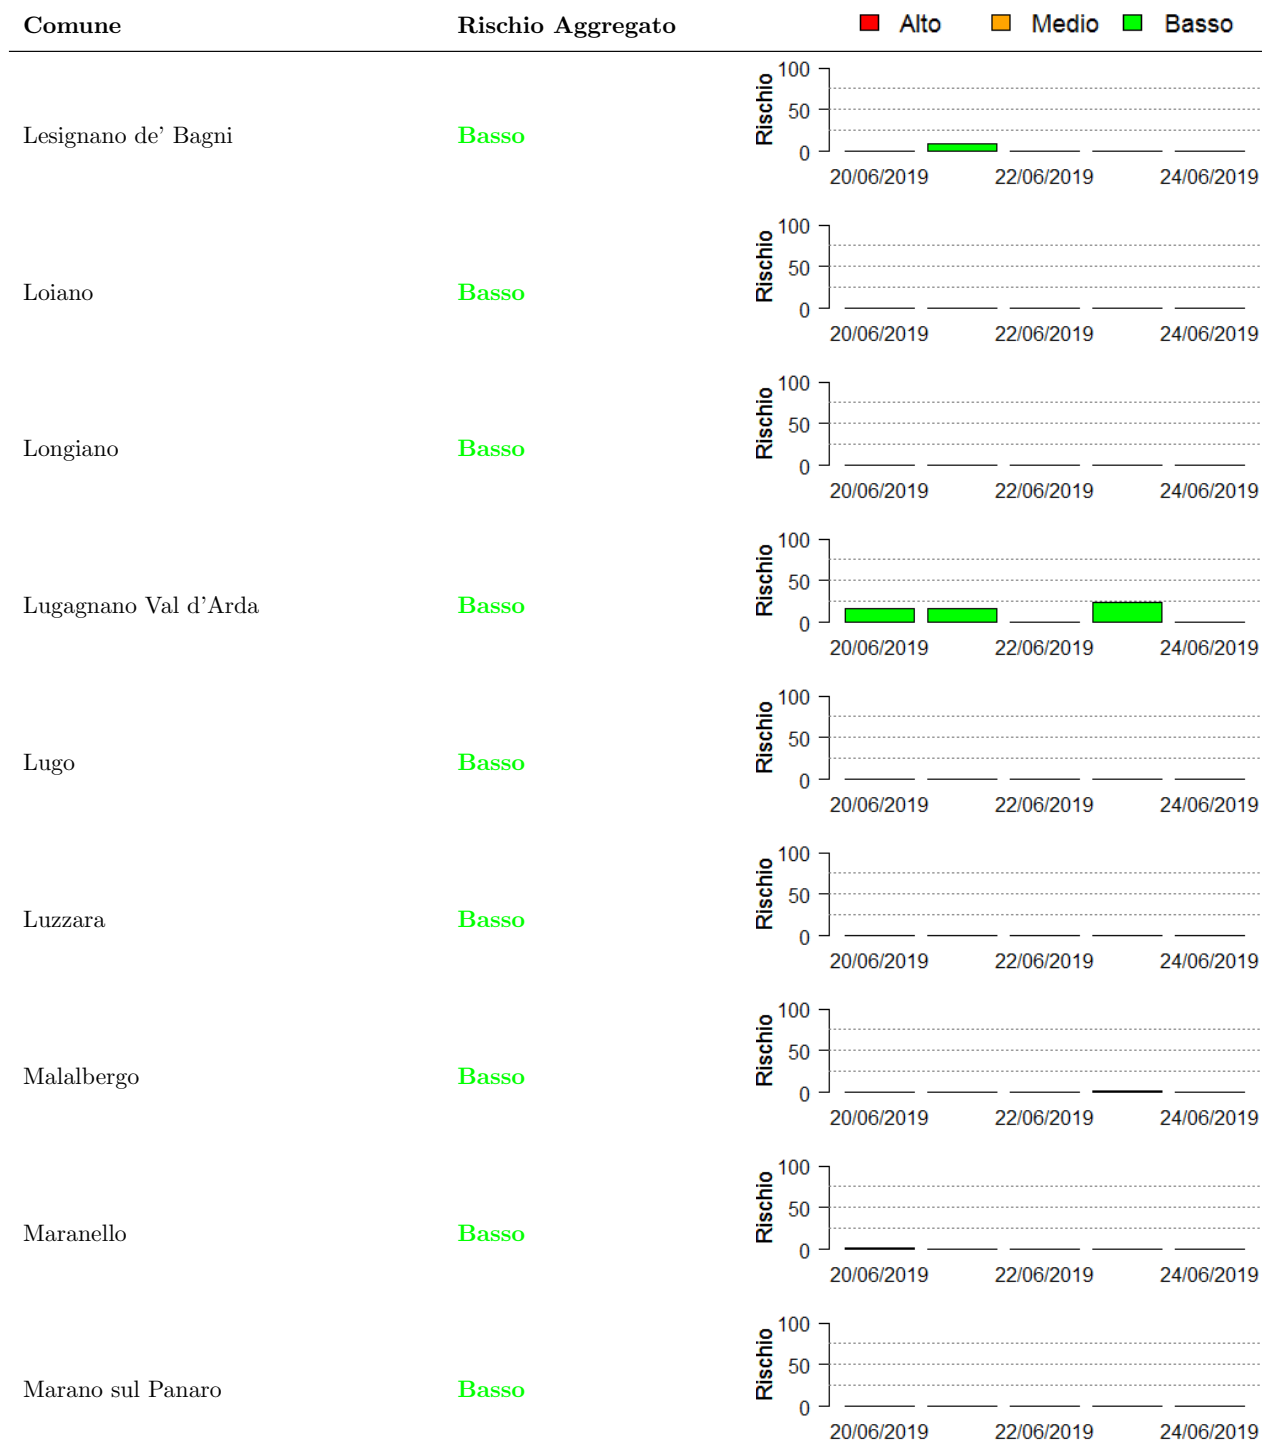 Comune Rischio Aggregato Alto Medio Basso
Lesignano de' Bagni Basso
Rischio
100
50
0
20/06/2019 22/06/2019 24/06/2019
Loiano Basso
Rischio
100
50
0
20/06/2019 22/06/2019 24/06/2019
Longiano Basso
Rischio
100
50
0
20/06/2019 22/06/2019 24/06/2019
Lugagnano Val d'Arda Basso
Rischio
100
50
0
20/06/2019 22/06/2019 24/06/2019
Lugo Basso
Rischio
100
50
0
20/06/2019 22/06/2019 24/06/2019
Luzzara Basso
Rischio
100
50
0
20/06/2019 22/06/2019 24/06/2019
Malalbergo Basso
Rischio
100
50
0
20/06/2019 22/06/2019 24/06/2019
Maranello Basso
Rischio
100
50
0
20/06/2019 22/06/2019 24/06/2019
Marano sul Panaro Basso
Rischio
100
50
0
20/06/2019 22/06/2019 24/06/2019